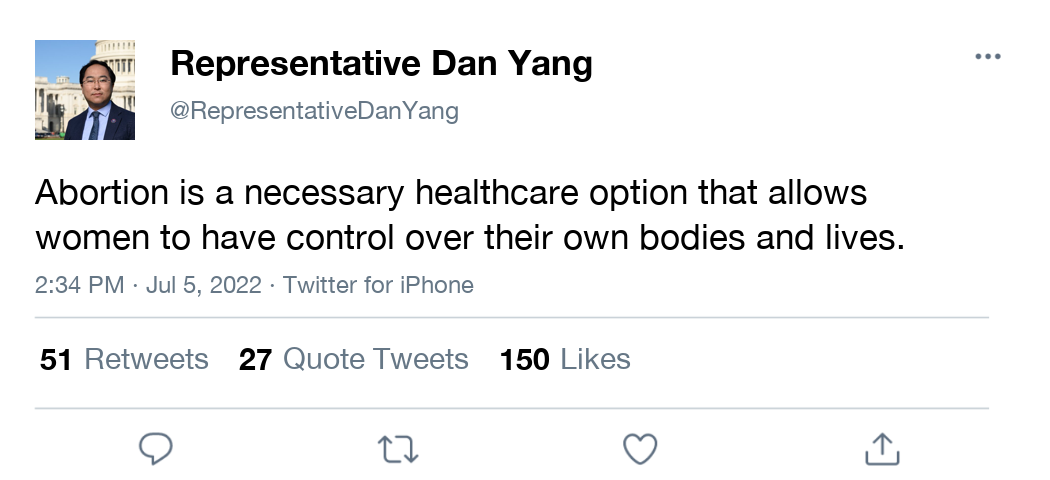 Representative Dan Yang
@RepresentativeDanYang
Abortion is a necessary healthcare option that allows
women to have control over their own bodies and lives.
2:34 PM · Jul 5, 2022 · Twitter for iPhone
51 Retweets 27 Quote Tweets 150 Likes